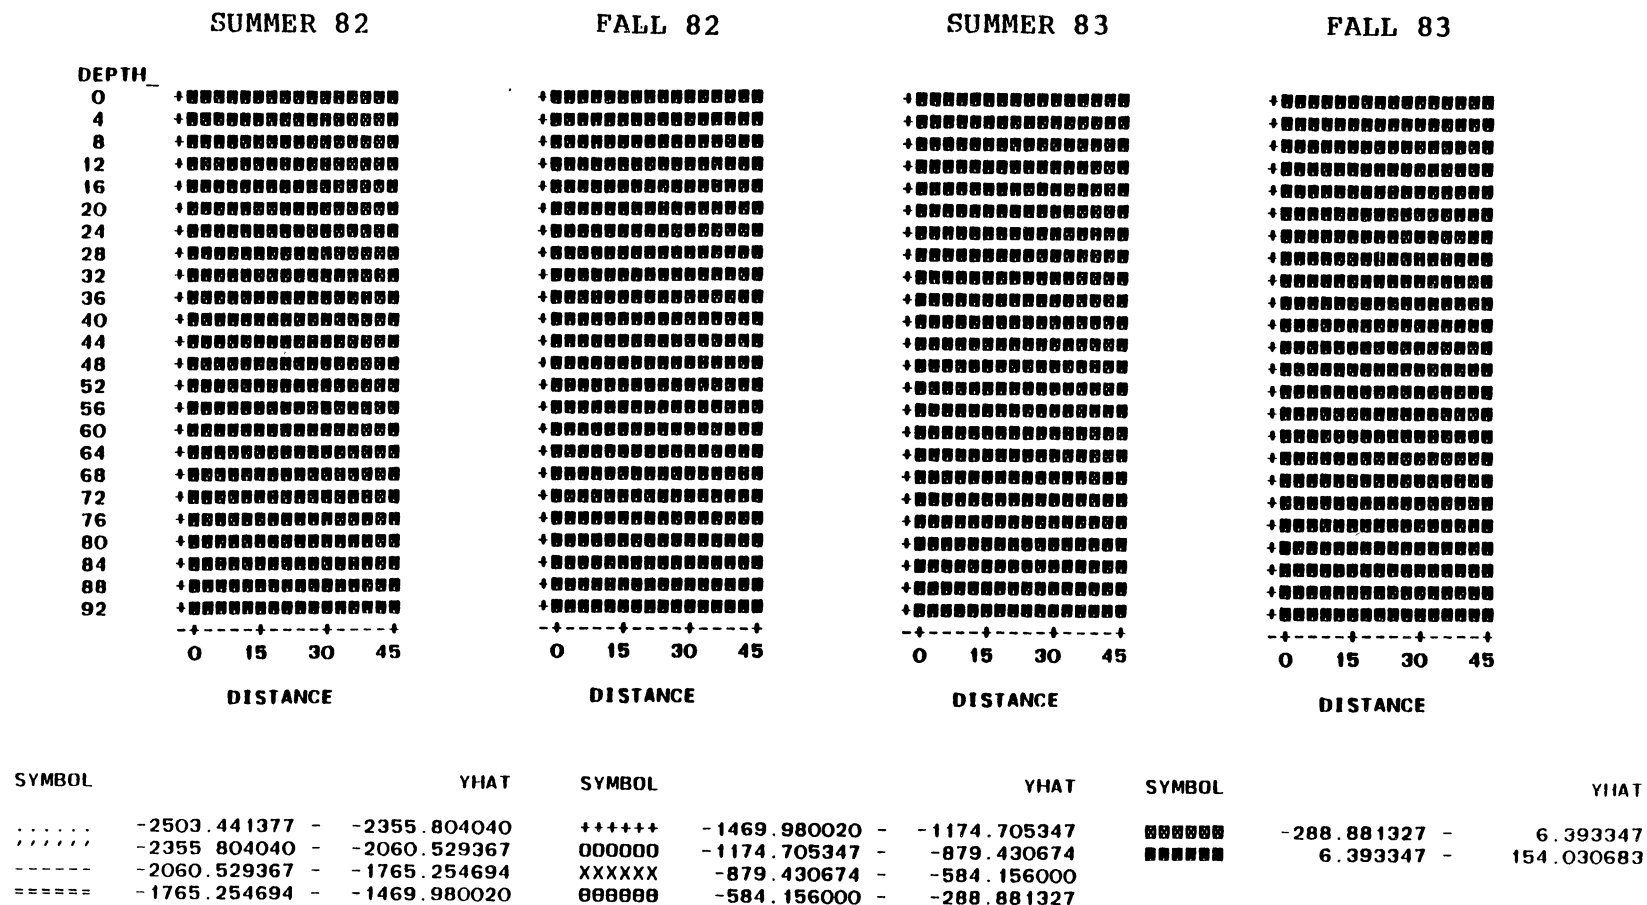 SUMMER 82 FALL 82 SUMMER 83 FALL 83
DEPTH_
0
4
8
12
16
20
24
28
32
36
40
44
48
52
56
60
64
68
72
76
80
84
88
92
0 15 30 45 0 15 30 45 0 15 30 45 0 15 30 45
DISTANCE DISTANCE DISTANCE DISTANCE
SYMBOL YHAT SYMBOL YHAT SYMBOL YHAT
...... -2503.441377 - -2355.804040 ++++++ -1469.980020 - -1174.705347 -288.881327 - 6.393347
,,,,,, -2355 804040 - -2060.529367 000000 -1174.705347 - -879.430674 6.393347 - 154.030683
------ -2060.529367 - -1765.254694 XXXXXX -879.430674 - -584.156000
====== -1765.254694 - -1469.980020 θθθθθθ -584.156000 - -288.881327